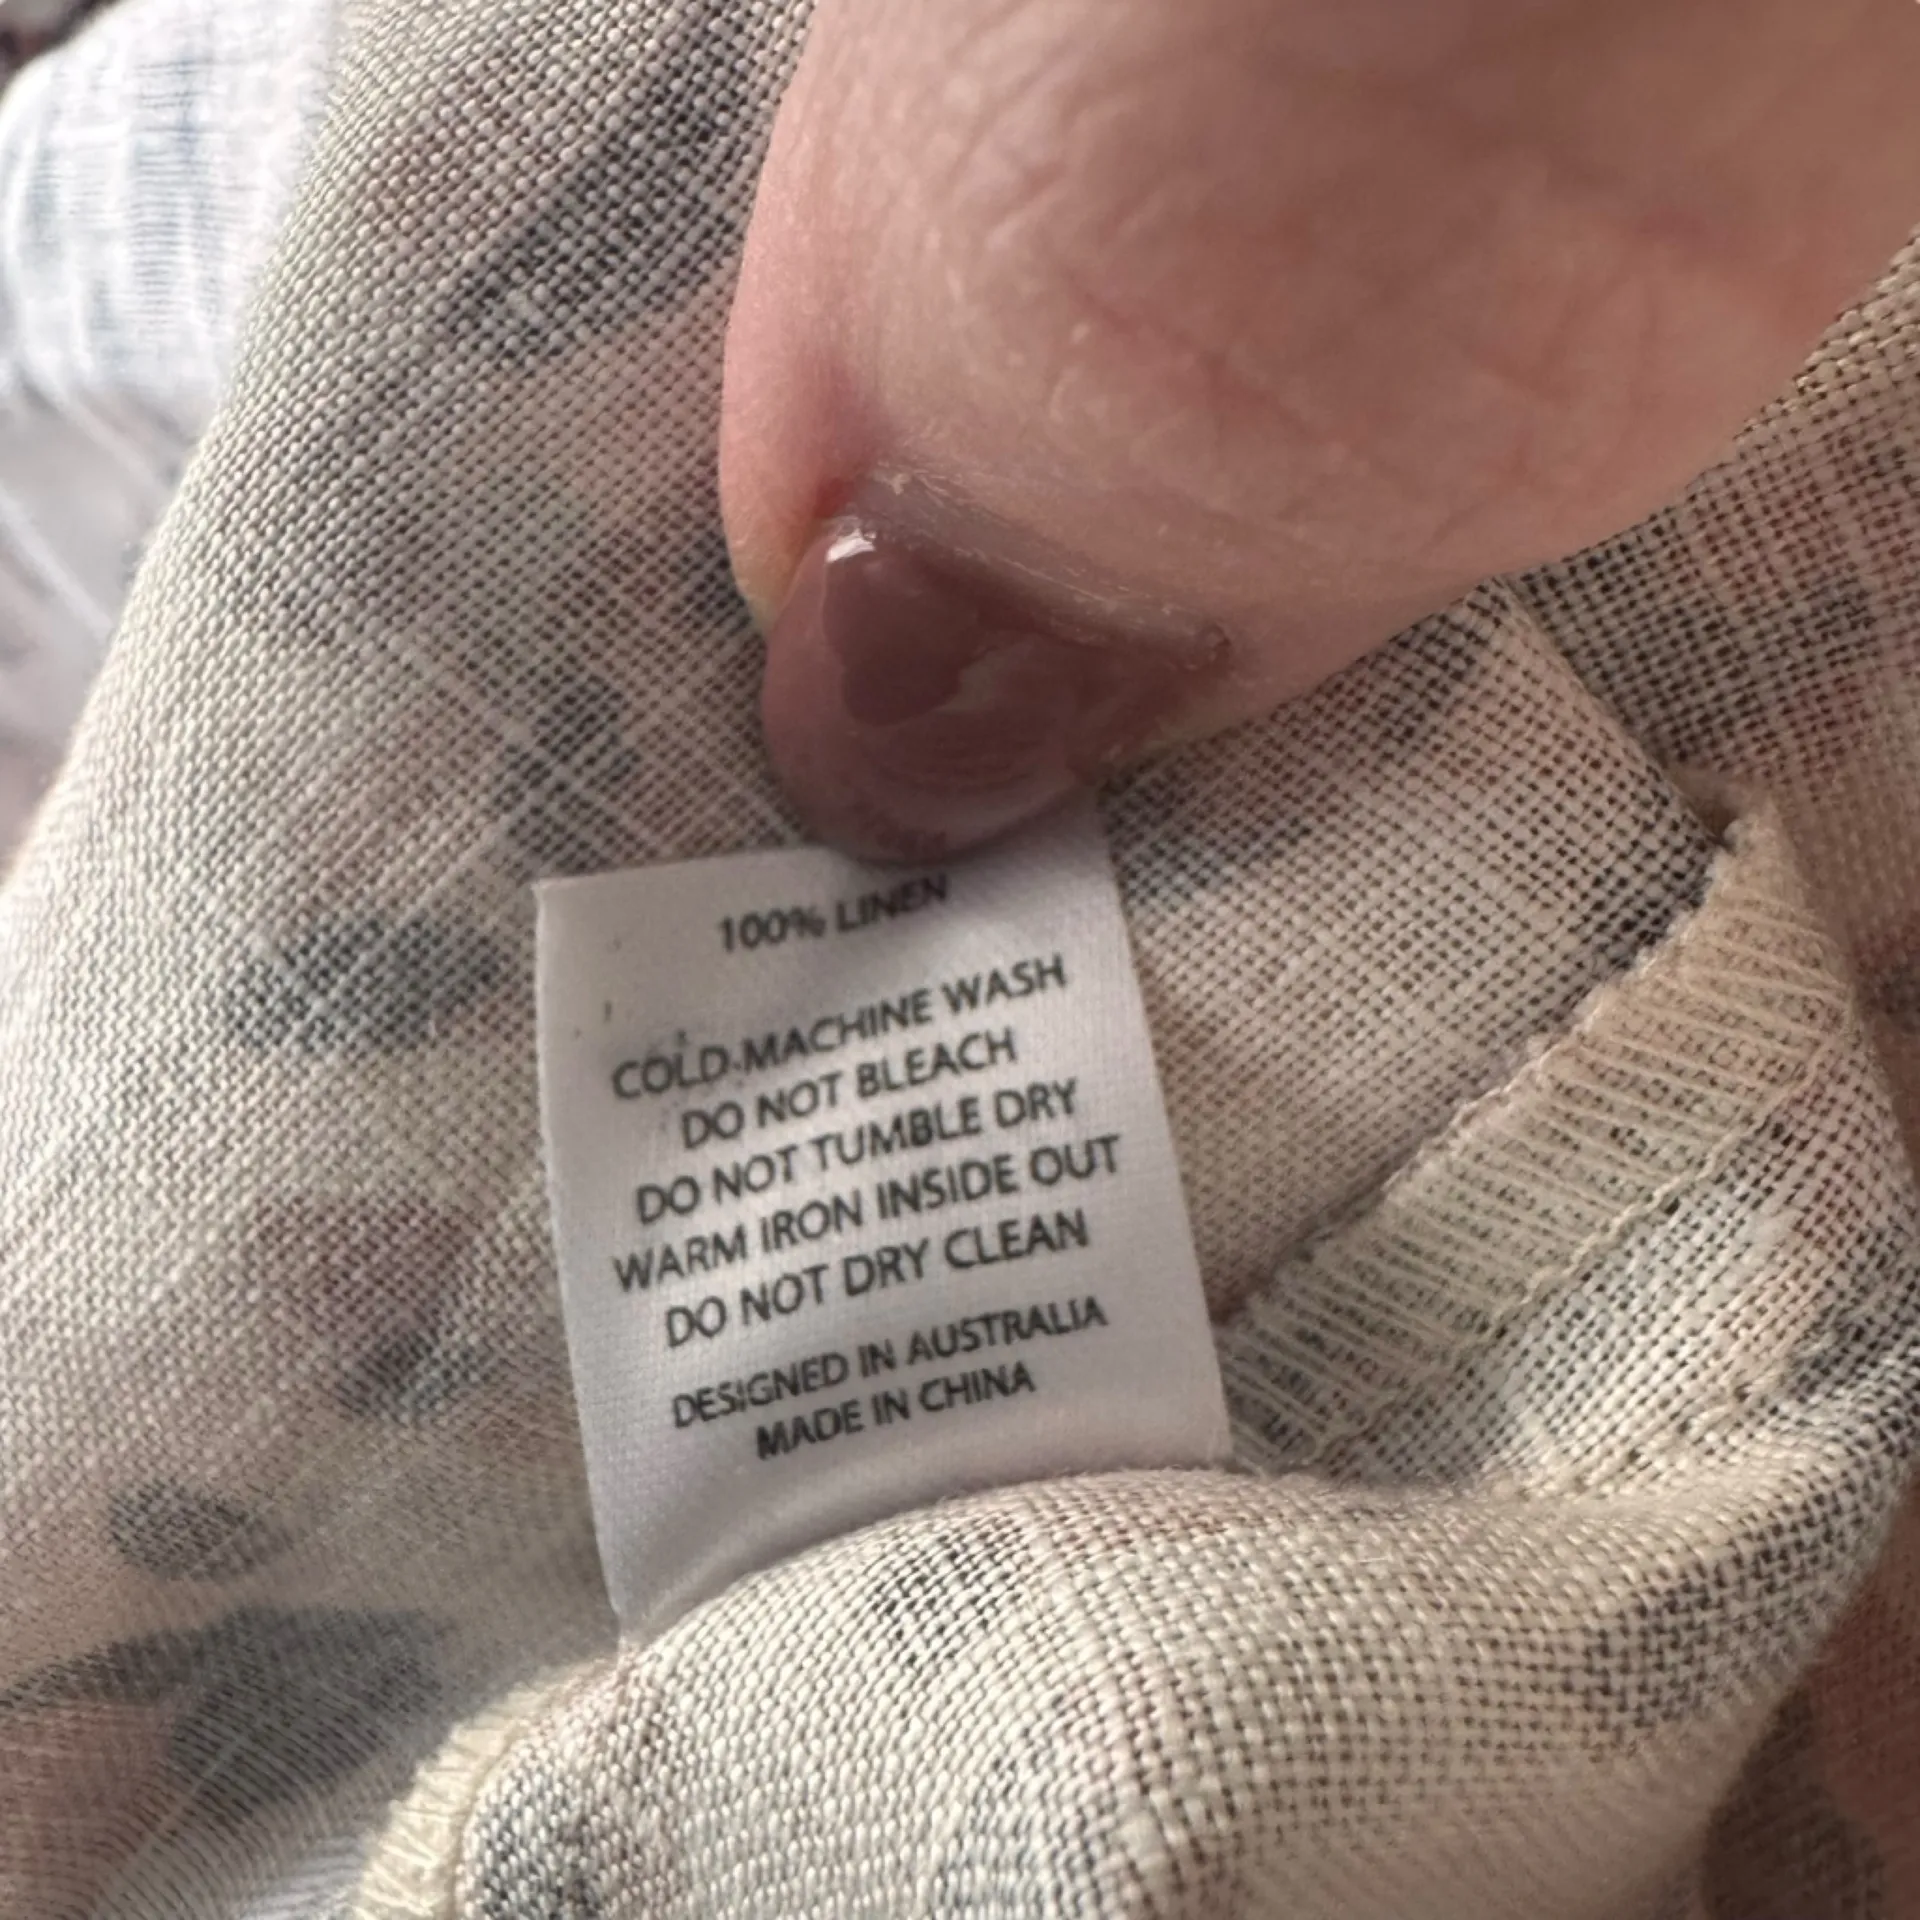 100% LINEN
COLD MACHINE WASH
DO NOT BLEACH
DO NOT TUMBLE DRY
WARM IRON INSIDE OUT
DO NOT DRY CLEAN
DESIGNED IN AUSTRALIA
MADE IN CHINA